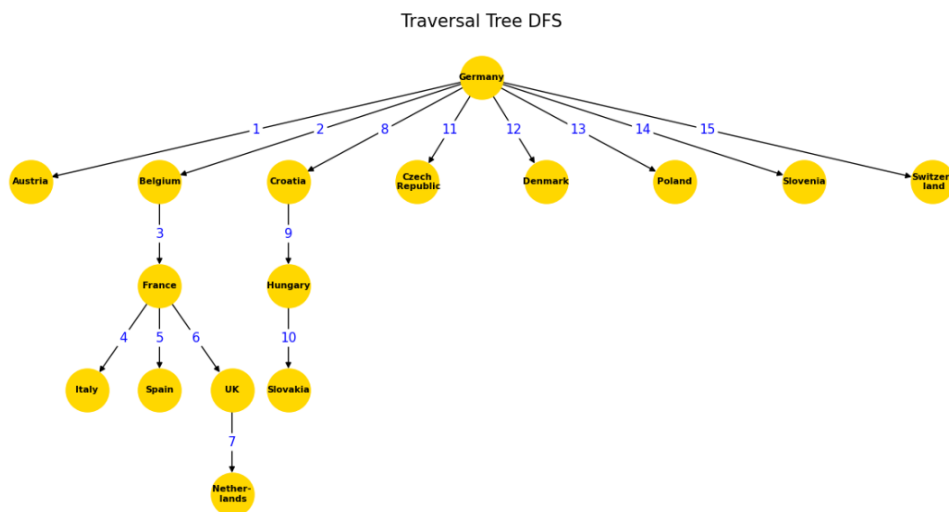 Traversal Tree DFS
Germany
1
2
8
11
12
13
14
15
Austria
Belgium
Croatia
Czech
Republic
Denmark
Poland
Slovenia
Switzer-
land
3
9
France
Hungary
4
5
6
10
Italy
Spain
UK
Slovakia
7
Nether-
lands